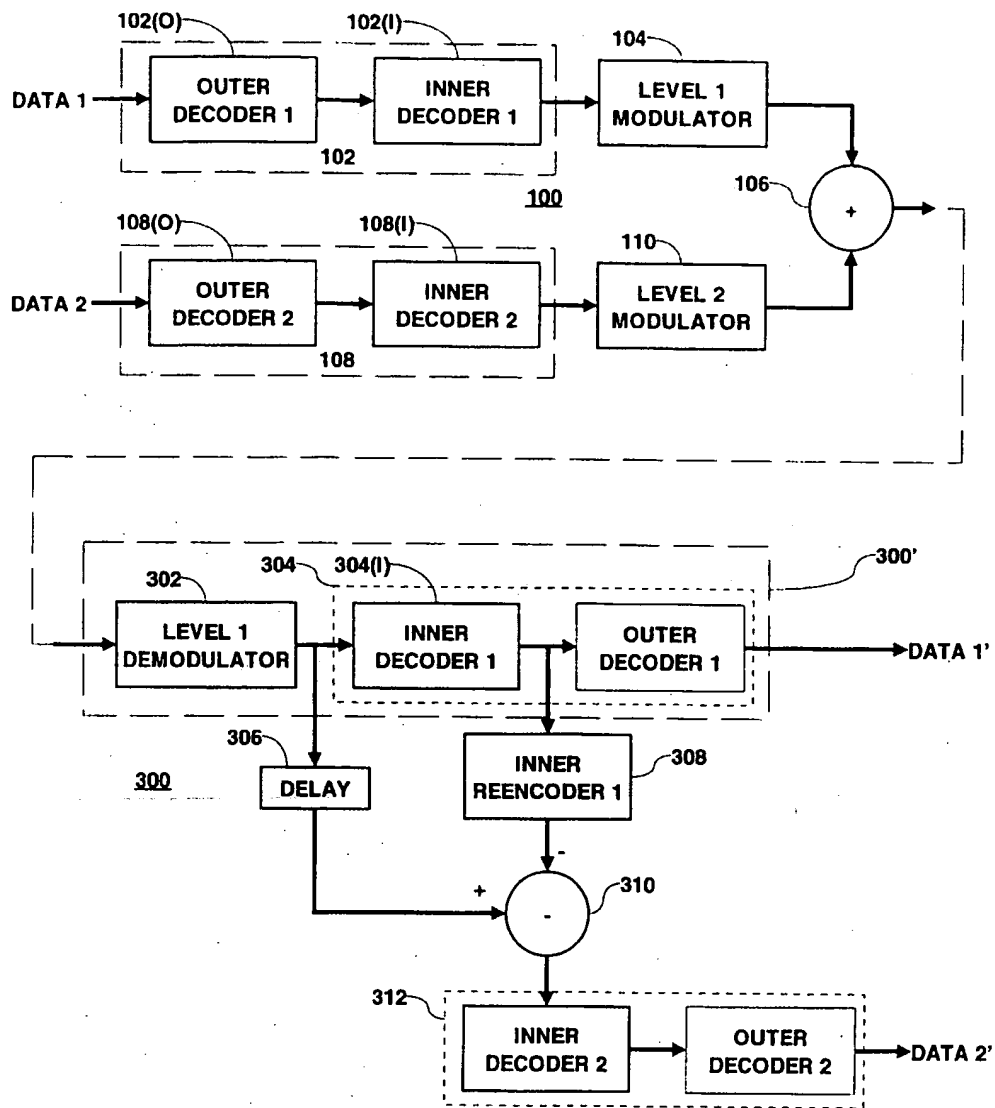 102(O)
102(I)
104
DATA 1
OUTER
DECODER 1
INNER
DECODER 1
LEVEL 1
MODULATOR
102
100
106
+
108(O)
108(I)
110
DATA 2
OUTER
DECODER 2
INNER
DECODER 2
LEVEL 2
MODULATOR
108
302
304
304(I)
300'
LEVEL 1
DEMODULATOR
INNER
DECODER 1
OUTER
DECODER 1
DATA 1'
306
300
DELAY
INNER
REENCODER 1
308
-
+
-
310
312
INNER
DECODER 2
OUTER
DECODER 2
DATA 2'